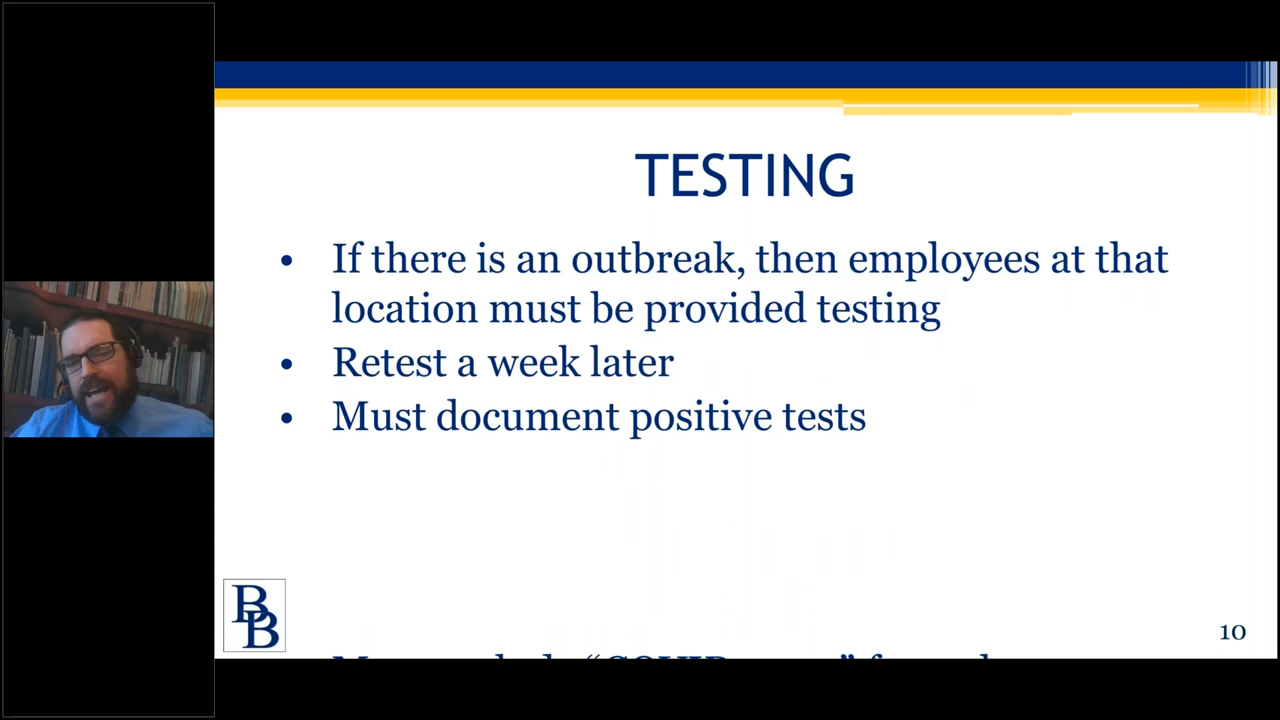 TESTING
• If there is an outbreak, then employees at that
location must be provided testing
• Retest a week later
• Must document positive tests
BB
10